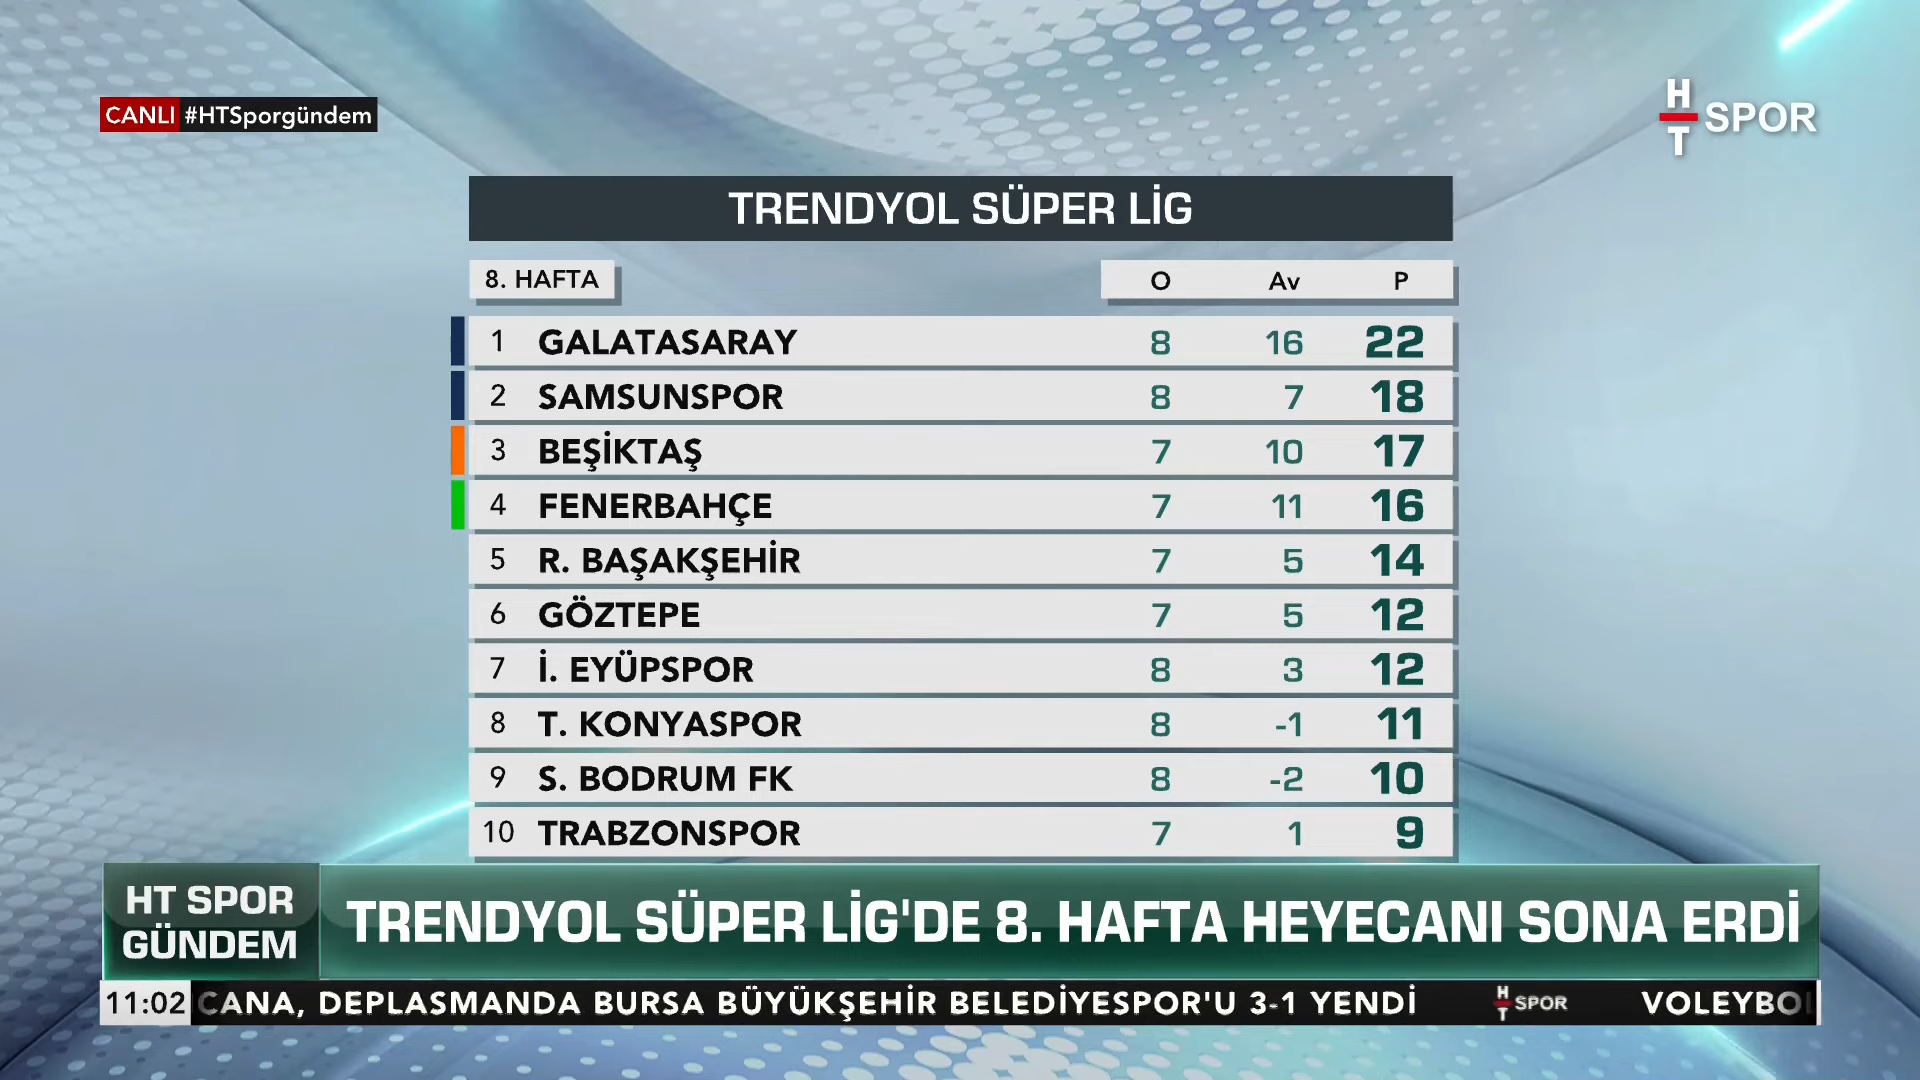 CANLI #HTSporgündem
HT SPOR
TRENDYOL SÜPER LİG
8. HAFTA O Av P
1 GALATASARAY 8 16 22
2 SAMSUNSPOR 8 7 18
3 BEŞİKTAŞ 7 10 17
4 FENERBAHÇE 7 11 16
5 R. BAŞAKŞEHİR 7 5 14
6 GÖZTEPE 7 5 12
7 İ. EYÜPSPOR 8 3 12
8 T. KONYASPOR 8 -1 11
9 S. BODRUM FK 8 -2 10
10 TRABZONSPOR 7 1 9
HT SPOR GÜNDEM
TRENDYOL SÜPER LİG'DE 8. HAFTA HEYECANI SONA ERDİ
11:02 CANA, DEPLASMANDA BURSA BÜYÜKŞEHİR BELEDİYESPOR'U 3-1 YENDİ HT SPOR VOLEYBO